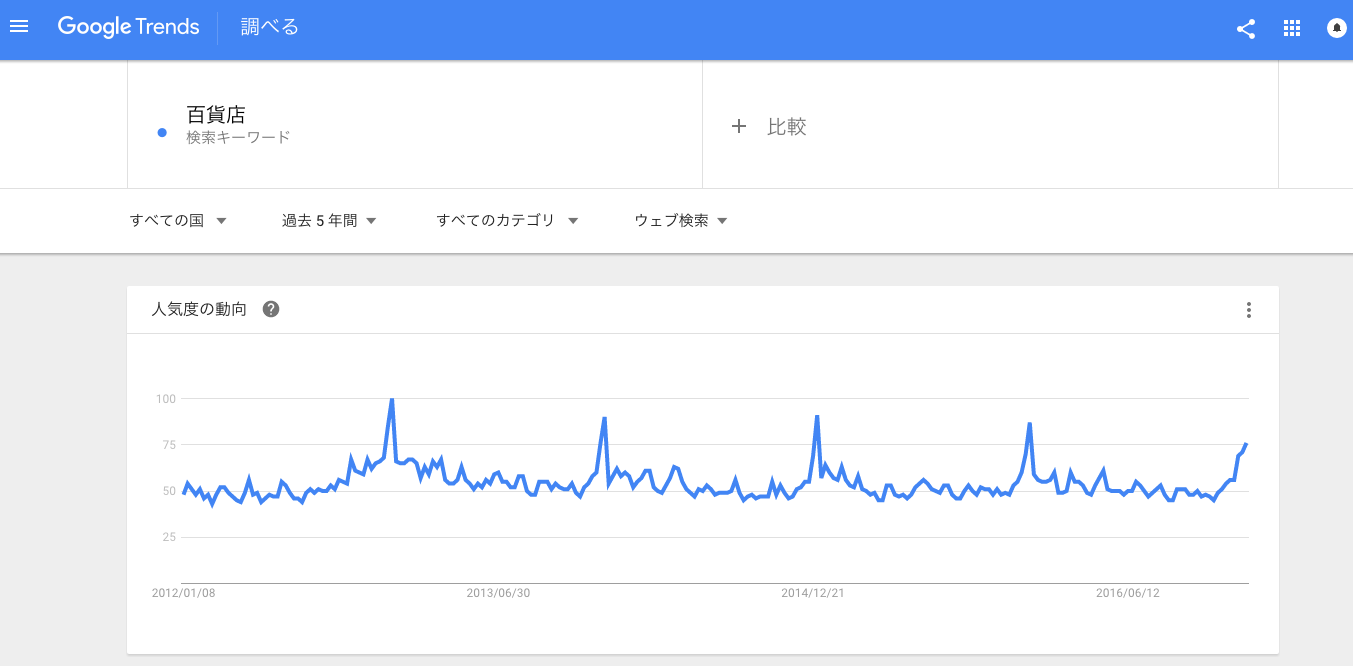 Google Trends 調べる
百貨店
検索キーワード
+ 比較
すべての国 過去 5 年間 すべてのカテゴリ ウェブ検索
人気度の動向 ?
100
75
50
25
2012/01/08 2013/06/30 2014/12/21 2016/06/12